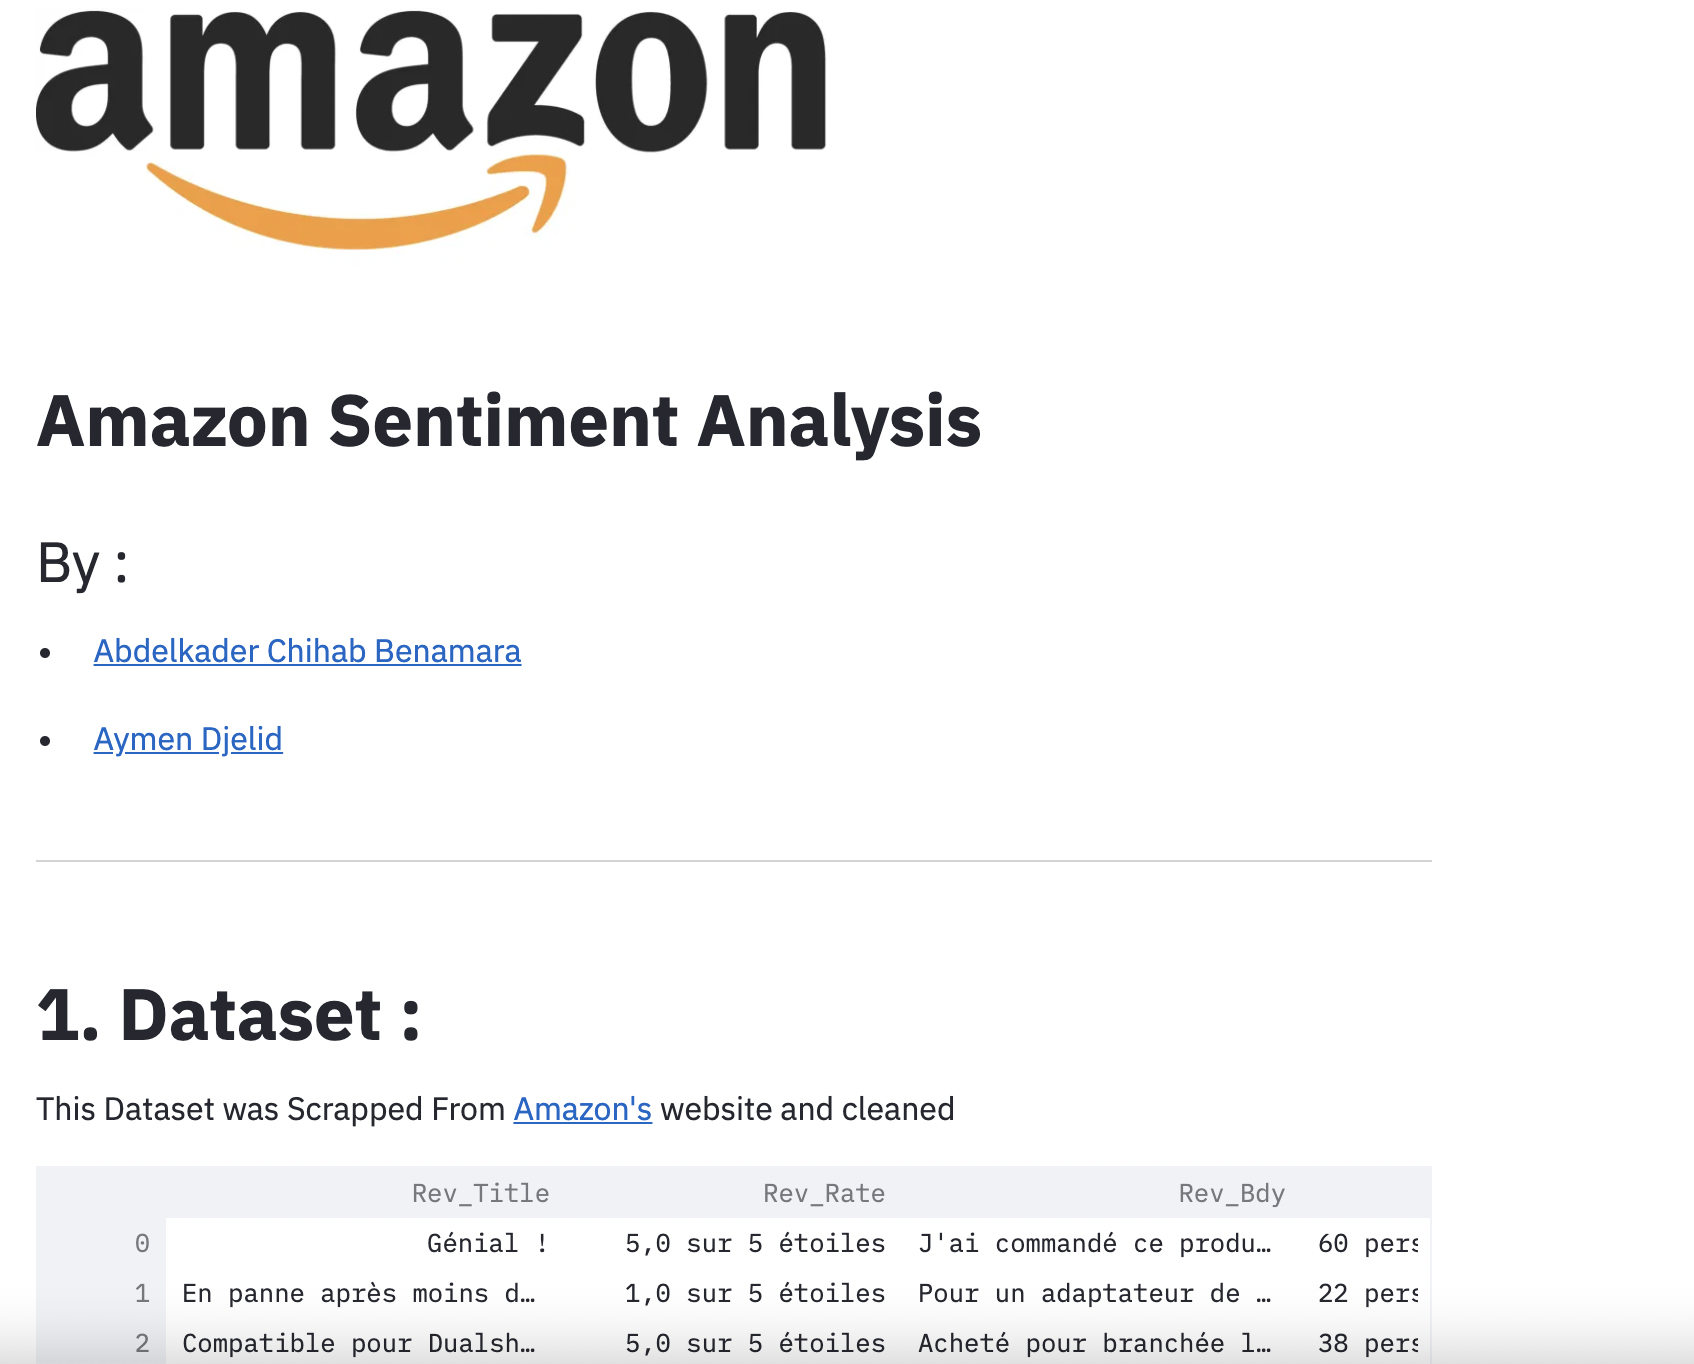 amazon
Amazon Sentiment Analysis
By :
Abdelkader Chihab Benamara
Aymen Djelid
1. Dataset :
This Dataset was Scrapped From Amazon's website and cleaned
Rev_Title Rev_Rate Rev_Bdy
0 Génial ! 5,0 sur 5 étoiles J'ai commandé ce produ… 60 pers
1 En panne après moins d… 1,0 sur 5 étoiles Pour un adaptateur de … 22 pers
2 Compatible pour Dualsh… 5,0 sur 5 étoiles Acheté pour branchée l… 38 pers